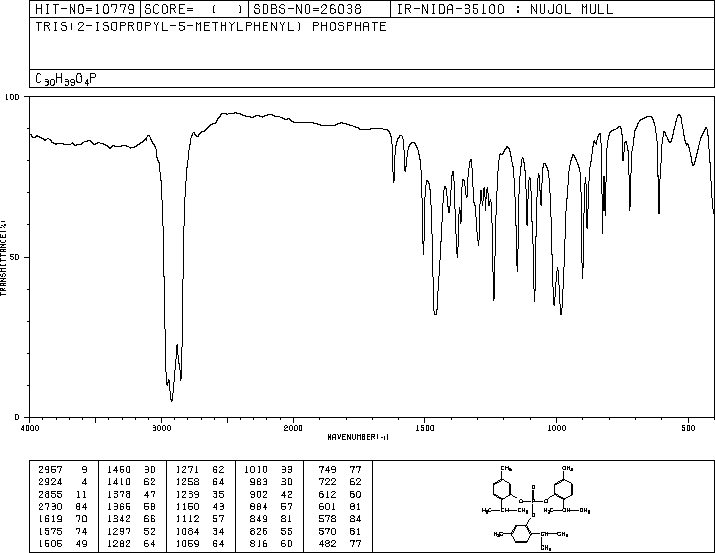 HIT-NO=10779 SCORE= ( ) SDBS-NO=26038 IR-NIDA-35100 : NUJOL MULL
TRIS(2-ISOPROPYL-5-METHYLPHENYL) PHOSPHATE
C30H39O4P
100
50
0
TRANSMITTANCE(%)
4000 3000 2000 1500 1000 500
WAVENUMBER(-1)
2967 9 1460 30 1271 62 1010 33 749 77
2924 4 1410 62 1258 64 983 30 722 62
2855 11 1378 47 1239 35 902 42 612 60
2730 84 1366 58 1150 43 884 57 601 81
1619 70 1342 66 1112 57 849 81 578 84
1575 74 1297 52 1084 34 826 55 570 81
1506 49 1282 64 1059 64 816 60 482 77